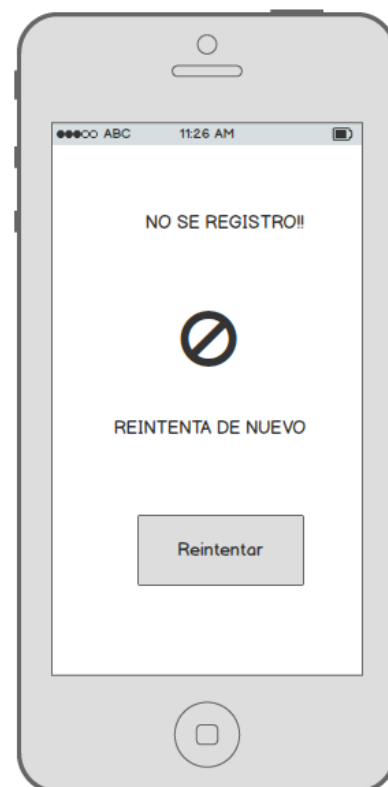 ABC 11:26 AM
NO SE REGISTRO!!
REINTENTA DE NUEVO
Reintentar